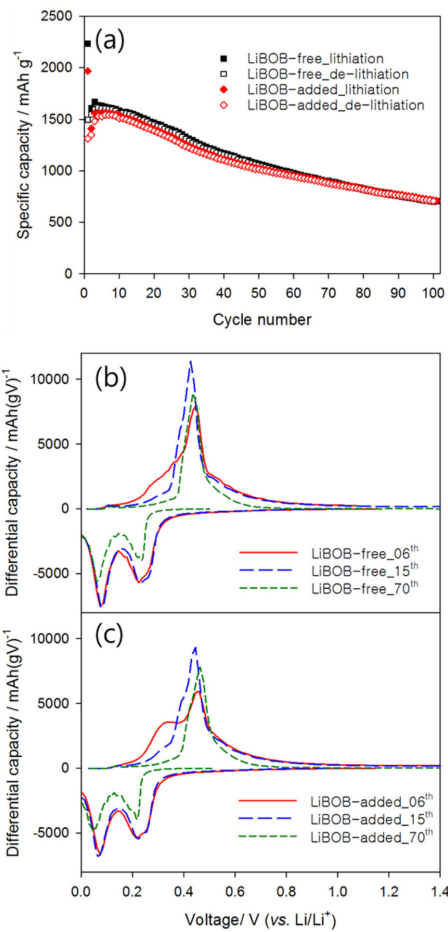 (a)
LiBOB-free_lithiation
LiBOB-free_de-lithiation
LiBOB-added_lithiation
LiBOB-added_de-lithiation
Specific capacity / mAh g⁻¹
2500
2000
1500
1000
500
0
0 10 20 30 40 50 60 70 80 90 100
Cycle number
(b)
Differential capacity / mAh(gV)⁻¹
10000
5000
0
-5000
LiBOB-free_06ᵗʰ
LiBOB-free_15ᵗʰ
LiBOB-free_70ᵗʰ
(c)
Differential capacity / mAh(gV)⁻¹
10000
5000
0
-5000
LiBOB-added_06ᵗʰ
LiBOB-added_15ᵗʰ
LiBOB-added_70ᵗʰ
0.0 0.2 0.4 0.6 0.8 1.0 1.2 1.4
Voltage/ V (vs. Li/Li⁺)